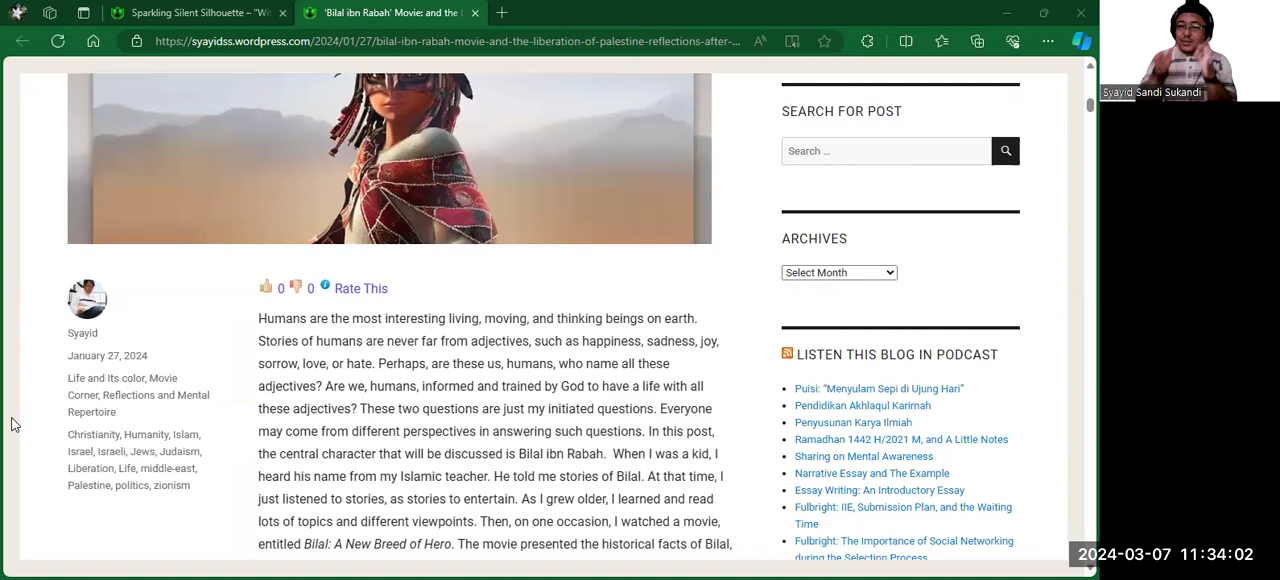 Sparkling Silent Silhouette – "Wi
'Bilal ibn Rabah' Movie: and the L
https://syayidss.wordpress.com/2024/01/27/bilal-ibn-rabah-movie-and-the-liberation-of-palestine-reflections-after-...
Syayid Sandi Sukandi
SEARCH FOR POST
Search ...
ARCHIVES
Select Month
Syayid
January 27, 2024
Life and Its color, Movie
Corner, Reflections and Mental
Repertoire
Christianity, Humanity, Islam,
Israel, Israeli, Jews, Judaism,
Liberation, Life, middle-east,
Palestine, politics, zionism
0 0 Rate This
Humans are the most interesting living, moving, and thinking beings on earth.
Stories of humans are never far from adjectives, such as happiness, sadness, joy,
sorrow, love, or hate. Perhaps, are these us, humans, who name all these
adjectives? Are we, humans, informed and trained by God to have a life with all
these adjectives? These two questions are just my initiated questions. Everyone
may come from different perspectives in answering such questions. In this post,
the central character that will be discussed is Bilal ibn Rabah.  When I was a kid, I
heard his name from my Islamic teacher. He told me stories of Bilal. At that time, I
just listened to stories, as stories to entertain. As I grew older, I learned and read
lots of topics and different viewpoints. Then, on one occasion, I watched a movie,
entitled Bilal: A New Breed of Hero. The movie presented the historical facts of Bilal,
LISTEN THIS BLOG IN PODCAST
Puisi: "Menyulam Sepi di Ujung Hari"
Pendidikan Akhlaqul Karimah
Penyusunan Karya Ilmiah
Ramadhan 1442 H/2021 M, and A Little Notes
Sharing on Mental Awareness
Narrative Essay and The Example
Essay Writing: An Introductory Essay
Fulbright: IIE, Submission Plan, and the Waiting
Time
Fulbright: The Importance of Social Networking
during the Selection Process
2024-03-07 11:34:02